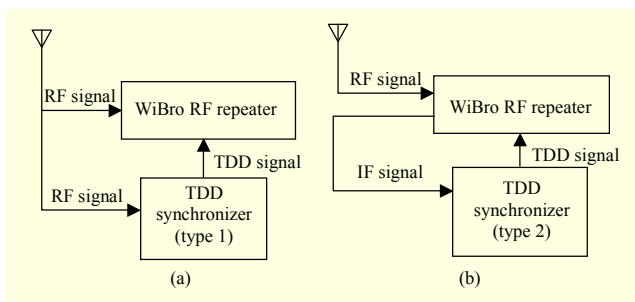 RF signal
WiBro RF repeater
TDD signal
RF signal
TDD
synchronizer
(type 1)
(a)
RF signal
WiBro RF repeater
TDD signal
IF signal
TDD
synchronizer
(type 2)
(b)